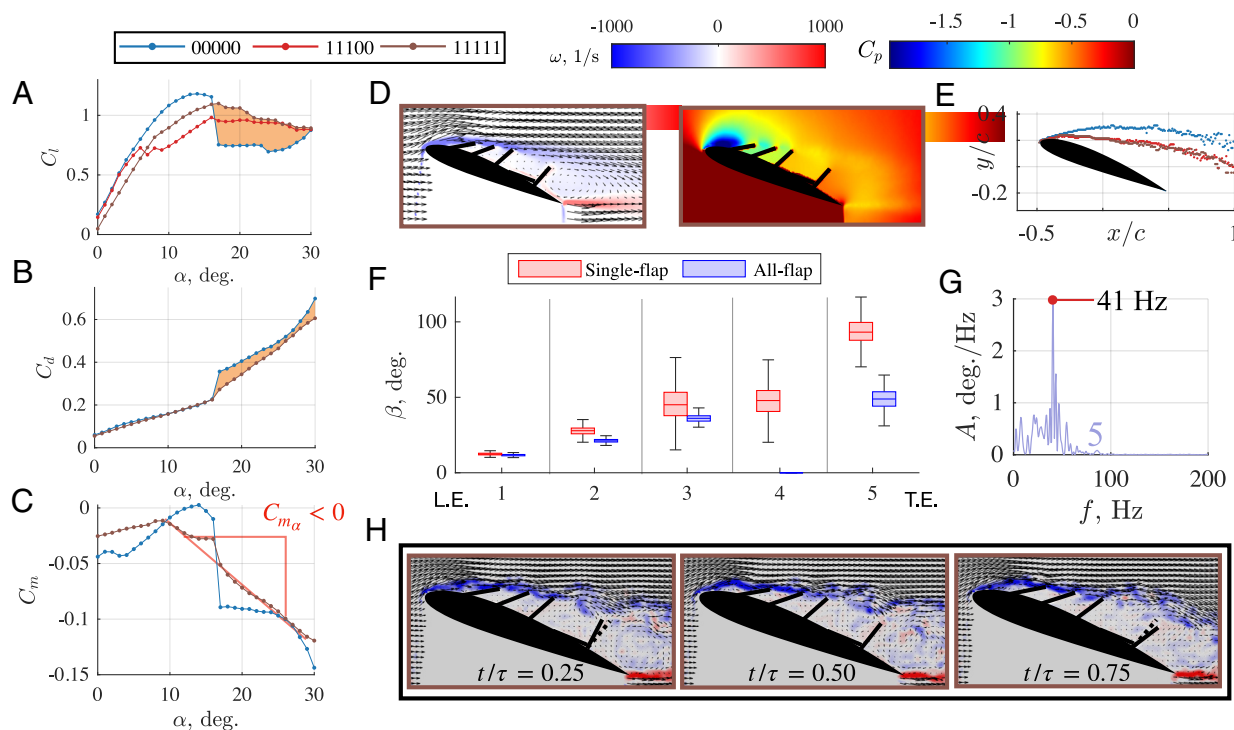 00000 11100 11111
-1000 0 1000
ω, 1/s
-1.5 -1 -0.5 0
C_p
A
1
0.5
0
C_l
0 10 20 30
α, deg.
B
0.6
0.4
0.2
0
C_d
0 10 20 30
α, deg.
C
0
-0.05
-0.1
-0.15
C_m
C_{m_α} < 0
0 10 20 30
α, deg.
D
E
0.4
-0.2
y/c
-0.5 1
x/c
F
Single-flap All-flap
100
50
0
β, deg.
L.E. 1 2 3 4 5 T.E.
G
3
2
1
0
A, deg./Hz
41 Hz
5
0 100 200
f, Hz
H
t/τ = 0.25 t/τ = 0.50 t/τ = 0.75